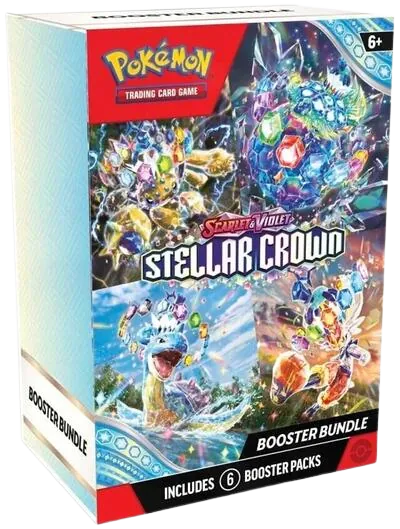 POKéMON
TRADING CARD GAME
6+
SCARLET & VIOLET
STELLAR CROWN
BOOSTER BUNDLE
INCLUDES 6 BOOSTER PACKS
BOOSTER BUNDLE